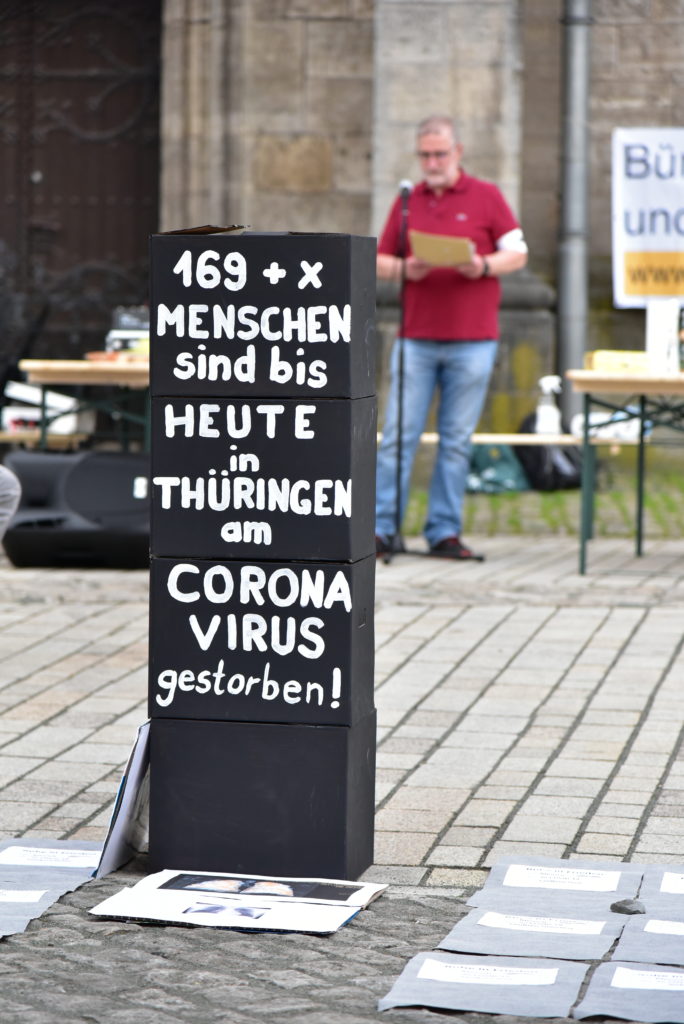 169 + x
MENSCHEN
sind bis
HEUTE
in
THÜRINGEN
am
CORONA
VIRUS
gestorben!
Bür
und
www.